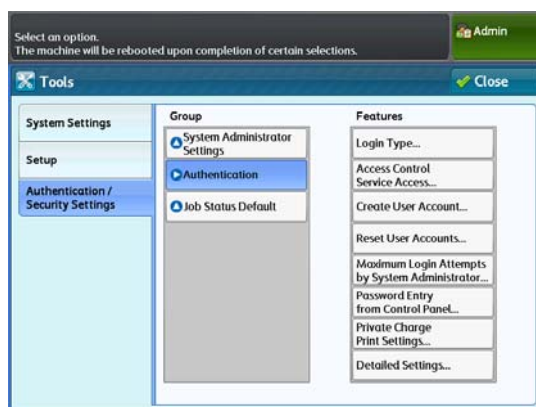 Select an option.
The machine will be rebooted upon completion of certain selections.
Admin
Tools
Close
System Settings
Setup
Authentication /
Security Settings
Group
System Administrator
Settings
Authentication
Job Status Default
Features
Login Type...
Access Control
Service Access...
Create User Account...
Reset User Accounts...
Maximum Login Attempts
by System Administrator...
Password Entry
from Control Panel...
Private Charge
Print Settings...
Detailed Settings...